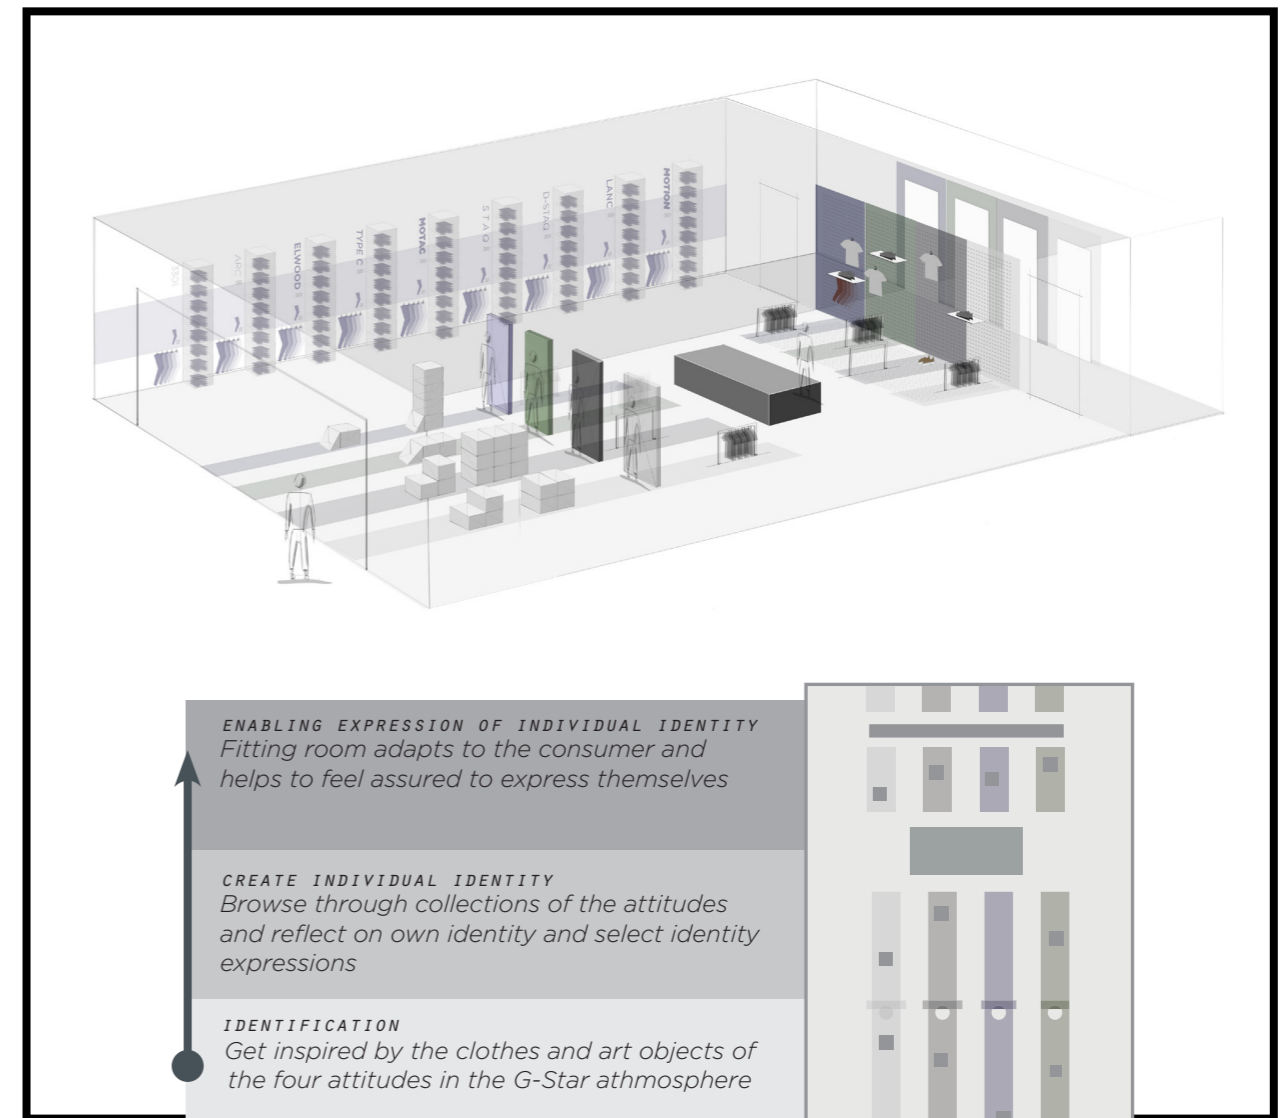 MOTION
LANC
D-STAQ
STAQ
MOTAC
TYPE C
ELWOOD
ARC
ENABLING EXPRESSION OF INDIVIDUAL IDENTITY
Fitting room adapts to the consumer and
helps to feel assured to express themselves
CREATE INDIVIDUAL IDENTITY
Browse through collections of the attitudes
and reflect on own identity and select identity
expressions
IDENTIFICATION
Get inspired by the clothes and art objects of
the four attitudes in the G-Star athmosphere